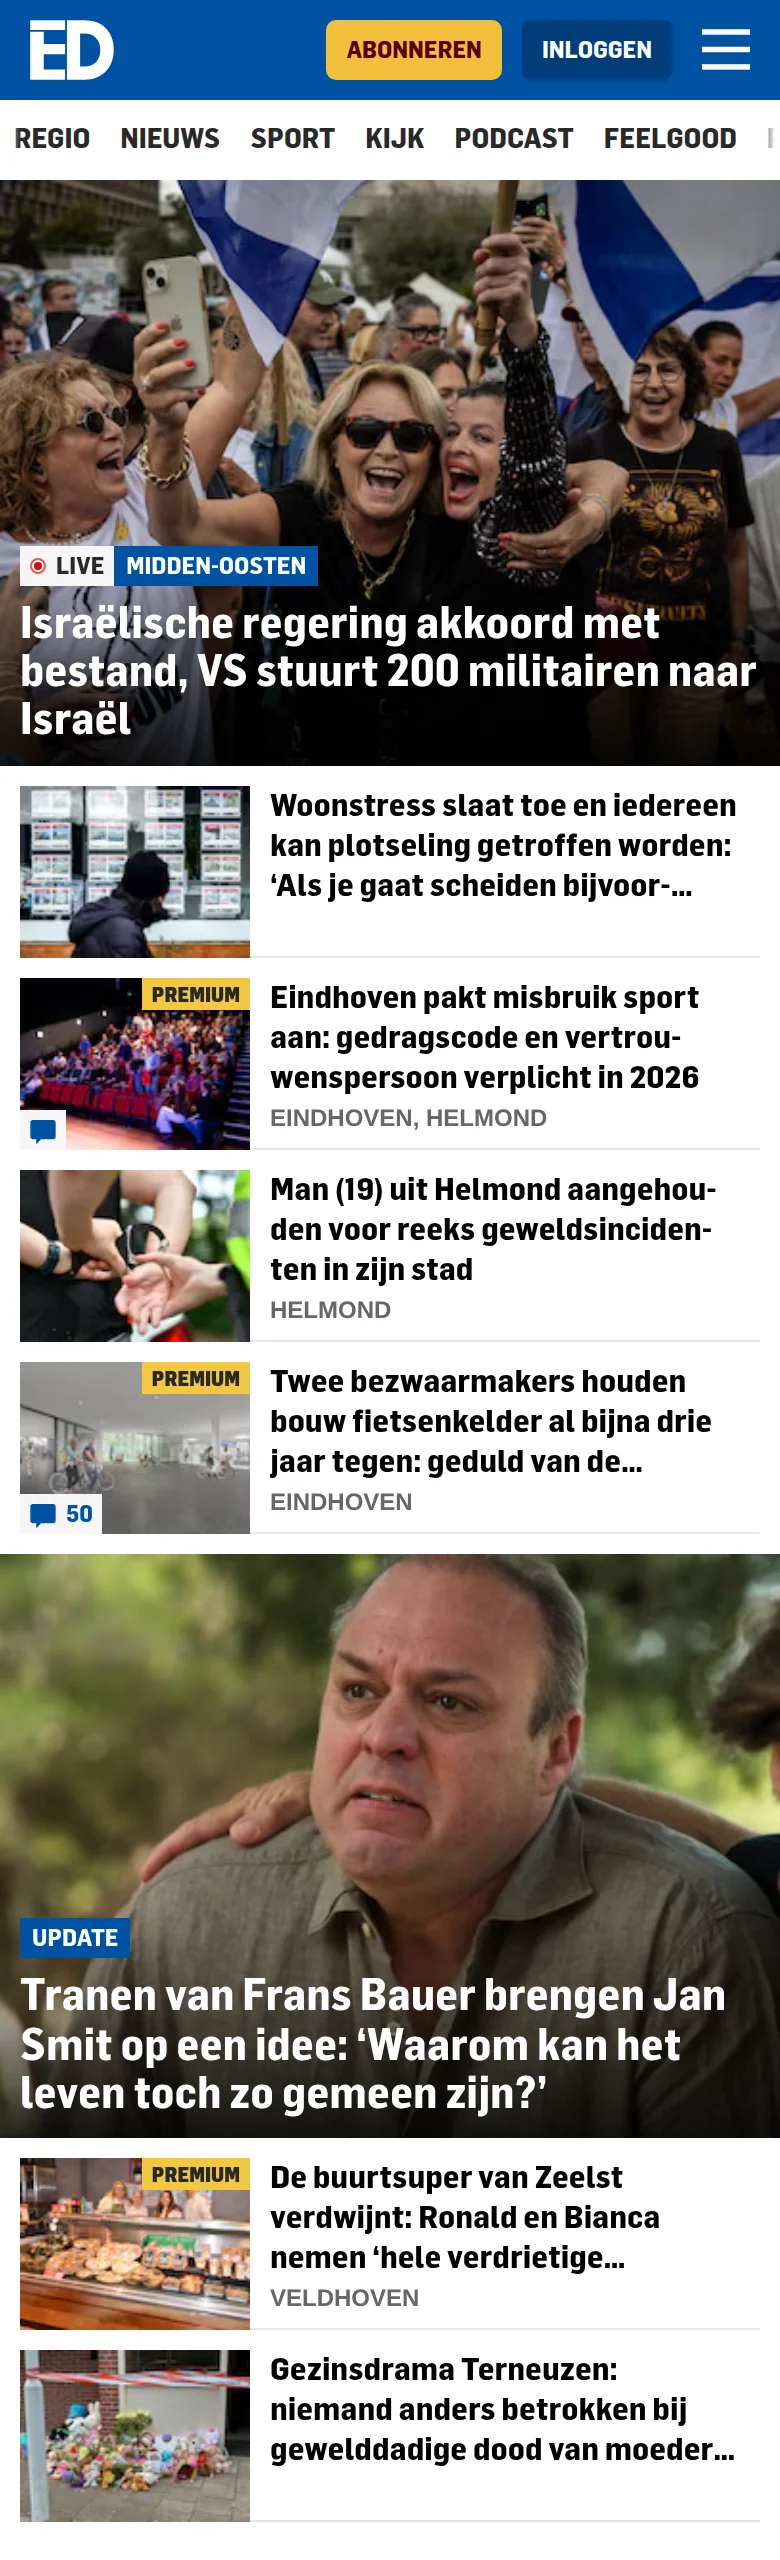 ED
ABONNEREN
INLOGGEN
REGIO NIEUWS SPORT KIJK PODCAST FEELGOOD
LIVE MIDDEN-OOSTEN
Israëlische regering akkoord met
bestand, VS stuurt 200 militairen naar
Israël
Woonstress slaat toe en iedereen
kan plotseling getroffen worden:
‘Als je gaat scheiden bijvoor-...
PREMIUM
Eindhoven pakt misbruik sport
aan: gedragscode en vertrou-
wenspersoon verplicht in 2026
EINDHOVEN, HELMOND
Man (19) uit Helmond aangehou-
den voor reeks geweldsinciden-
ten in zijn stad
HELMOND
PREMIUM
50
Twee bezwaarmakers houden
bouw fietsenkelder al bijna drie
jaar tegen: geduld van de...
EINDHOVEN
UPDATE
Tranen van Frans Bauer brengen Jan
Smit op een idee: ‘Waarom kan het
leven toch zo gemeen zijn?’
PREMIUM
De buurtsuper van Zeelst
verdwijnt: Ronald en Bianca
nemen ‘hele verdrietige...
VELDHOVEN
Gezinsdrama Terneuzen:
niemand anders betrokken bij
gewelddadige dood van moeder...